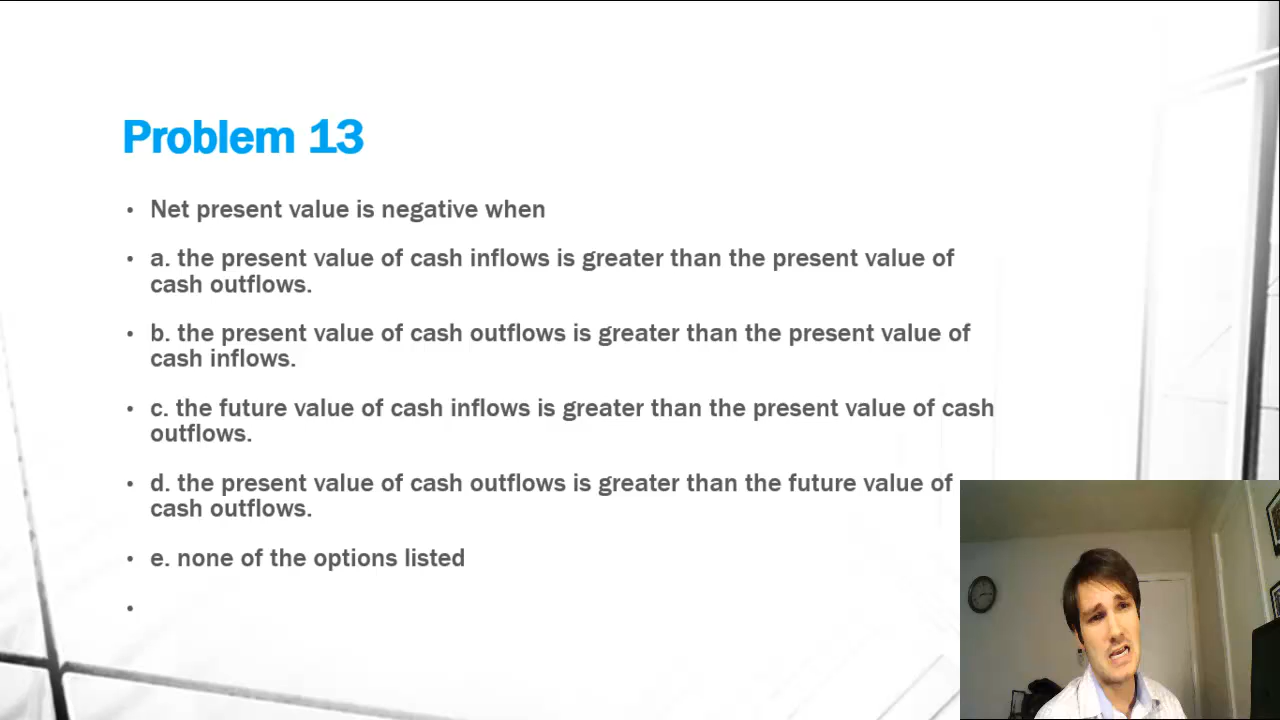 Problem 13
• Net present value is negative when
• a. the present value of cash inflows is greater than the present value of
cash outflows.
• b. the present value of cash outflows is greater than the present value of
cash inflows.
• c. the future value of cash inflows is greater than the present value of cash
outflows.
• d. the present value of cash outflows is greater than the future value of
cash outflows.
• e. none of the options listed
•